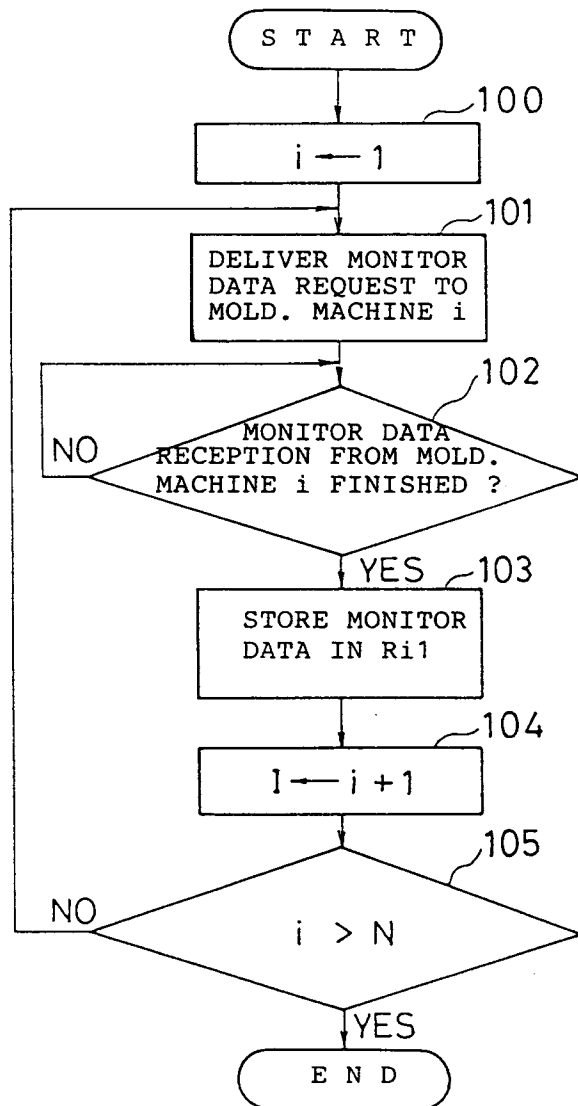 START
100
i ← 1
101
DELIVER MONITOR
DATA REQUEST TO
MOLD. MACHINE i
102
MONITOR DATA
RECEPTION FROM MOLD.
MACHINE i FINISHED ?
NO
YES
103
STORE MONITOR
DATA IN Ri1
104
I ← i + 1
105
i > N
NO
YES
END